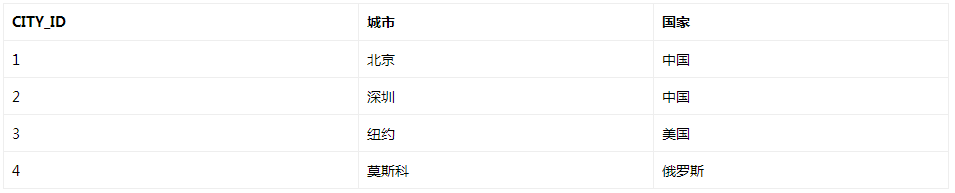 CITY_ID 城市 国家
1 北京 中国
2 深圳 中国
3 纽约 美国
4 莫斯科 俄罗斯